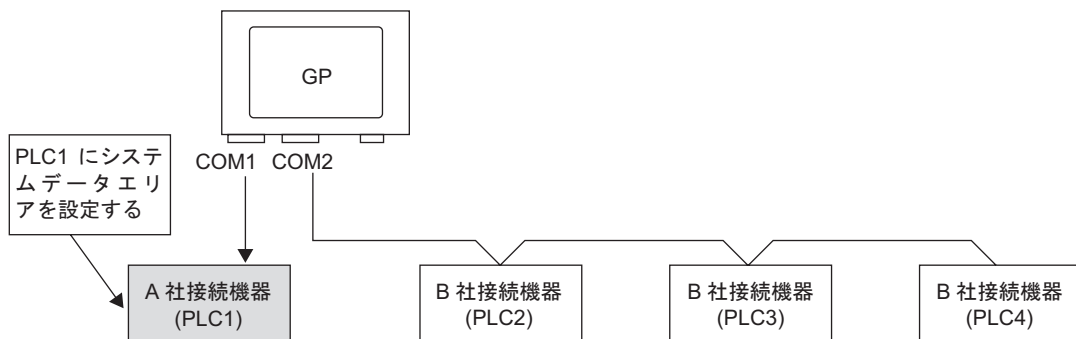 GP
COM1 COM2
PLC1 にシステ
ムデータエリ
アを設定する
A 社接続機器
(PLC1)
B 社接続機器
(PLC2)
B 社接続機器
(PLC3)
B 社接続機器
(PLC4)